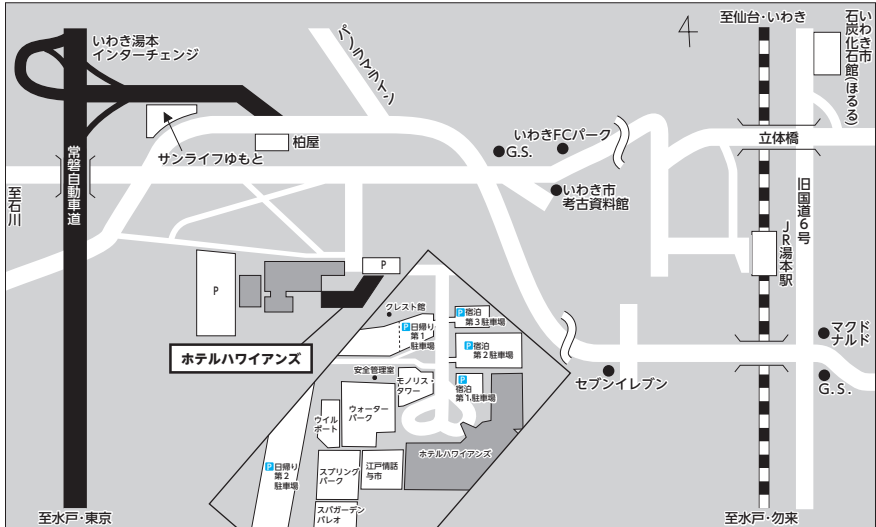 いわき湯本
インターチェンジ
パノラマライン
4
至仙台・いわき
いわき市
石炭化石館(ほるる)
サンライフゆもと
柏屋
G.S.
いわきFCパーク
立体橋
常磐自動車道
至石川
いわき市
考古資料館
旧国道6号
JR湯本駅
P
P
クレスト館
P日帰り
第1
駐車場
P宿泊
第3駐車場
P宿泊
第2駐車場
ホテルハワイアンズ
安全管理室
モノリス・
タワー
P
宿泊
第1駐車場
セブンイレブン
マクド
ナルド
G.S.
ウイル
ポート
ウォーター
パーク
ホテルハワイアンズ
P日帰り
第2
駐車場
スプリング
パーク
江戸情話
与市
スパガーデン
パレオ
至水戸・東京
至水戸・勿来